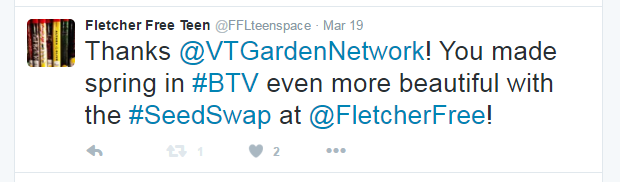 Fletcher Free Teen @FFLteenspace · Mar 19
Thanks @VTGardenNetwork! You made
spring in #BTV even more beautiful with
the #SeedSwap at @FletcherFree!
1 2